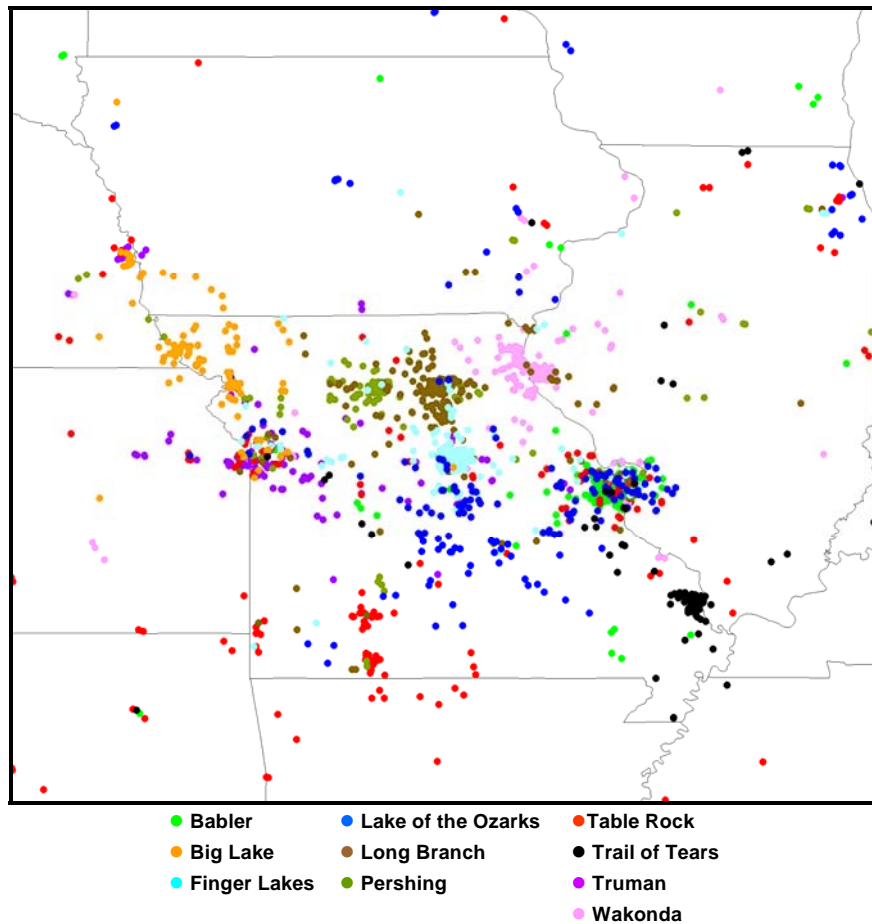 Babler
Lake of the Ozarks
Table Rock
Big Lake
Long Branch
Trail of Tears
Finger Lakes
Pershing
Truman
Wakonda